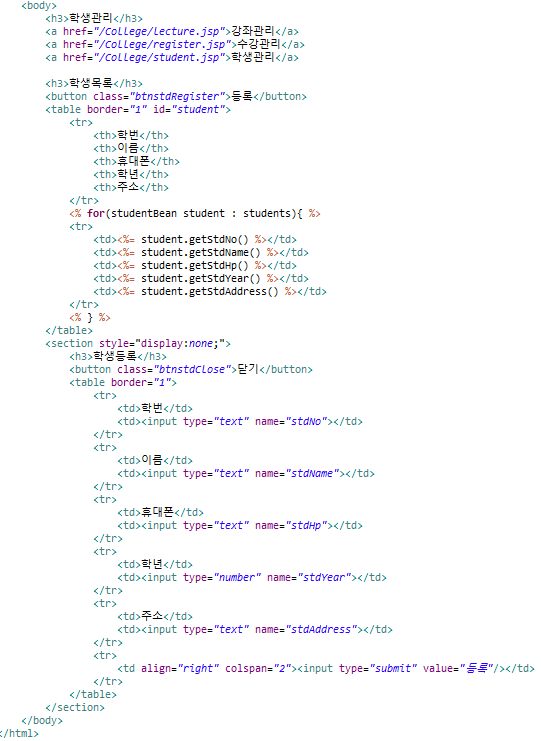 <body>
<h3>학생관리</h3>
<a href="/College/lecture.jsp">강좌관리</a>
<a href="/College/register.jsp">수강관리</a>
<a href="/College/student.jsp">학생관리</a>
<h3>학생목록</h3>
<button class="btnstdRegister">등록</button>
<table border="1" id="student">
<tr>
<th>학번</th>
<th>이름</th>
<th>휴대폰</th>
<th>학년</th>
<th>주소</th>
</tr>
<% for(studentBean student : students){ %>
<tr>
<td><%= student.getStdNo() %></td>
<td><%= student.getStdName() %></td>
<td><%= student.getStdHp() %></td>
<td><%= student.getStdYear() %></td>
<td><%= student.getStdAddress() %></td>
</tr>
<% } %>
</table>
<section style="display:none;">
<h3>학생등록</h3>
<button class="btnstdClose">닫기</button>
<table border="1">
<tr>
<td>학번</td>
<td><input type="text" name="stdNo"></td>
</tr>
<tr>
<td>이름</td>
<td><input type="text" name="stdName"></td>
</tr>
<tr>
<td>휴대폰</td>
<td><input type="text" name="stdHp"></td>
</tr>
<tr>
<td>학년</td>
<td><input type="number" name="stdYear"></td>
</tr>
<tr>
<td>주소</td>
<td><input type="text" name="stdAddress"></td>
</tr>
<tr>
<td align="right" colspan="2"><input type="submit" value="등록"/></td>
</tr>
</table>
</section>
</body>
</html>